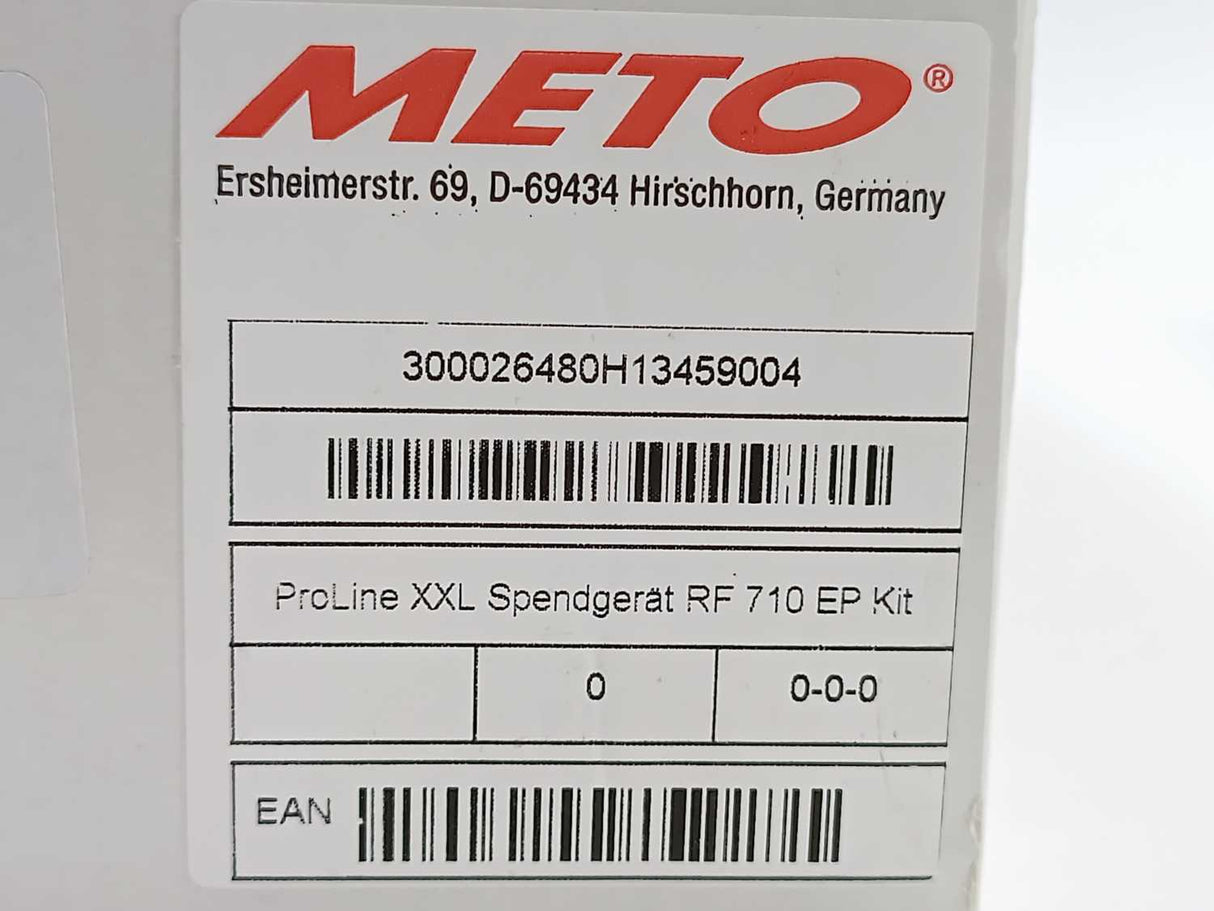 METO®
Ersheimerstr. 69, D-69434 Hirschhorn, Germany
300026480H13459004
ProLine XXL Spendgerät RF 710 EP Kit
0 0-0-0
EAN